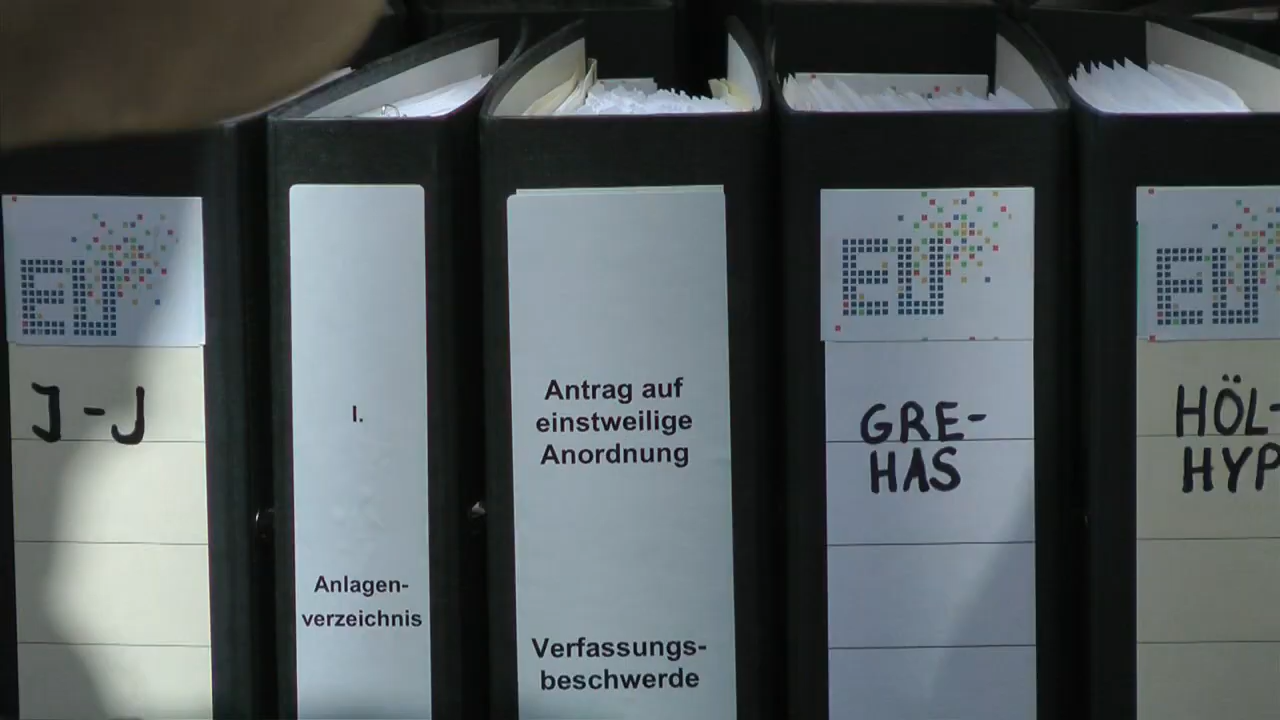 EU
J-J
I.
Anlagen-
verzeichnis
Antrag auf
einstweilige
Anordnung
Verfassungs-
beschwerde
EU
GRE-
HAS
EU
HÖL-
HYP